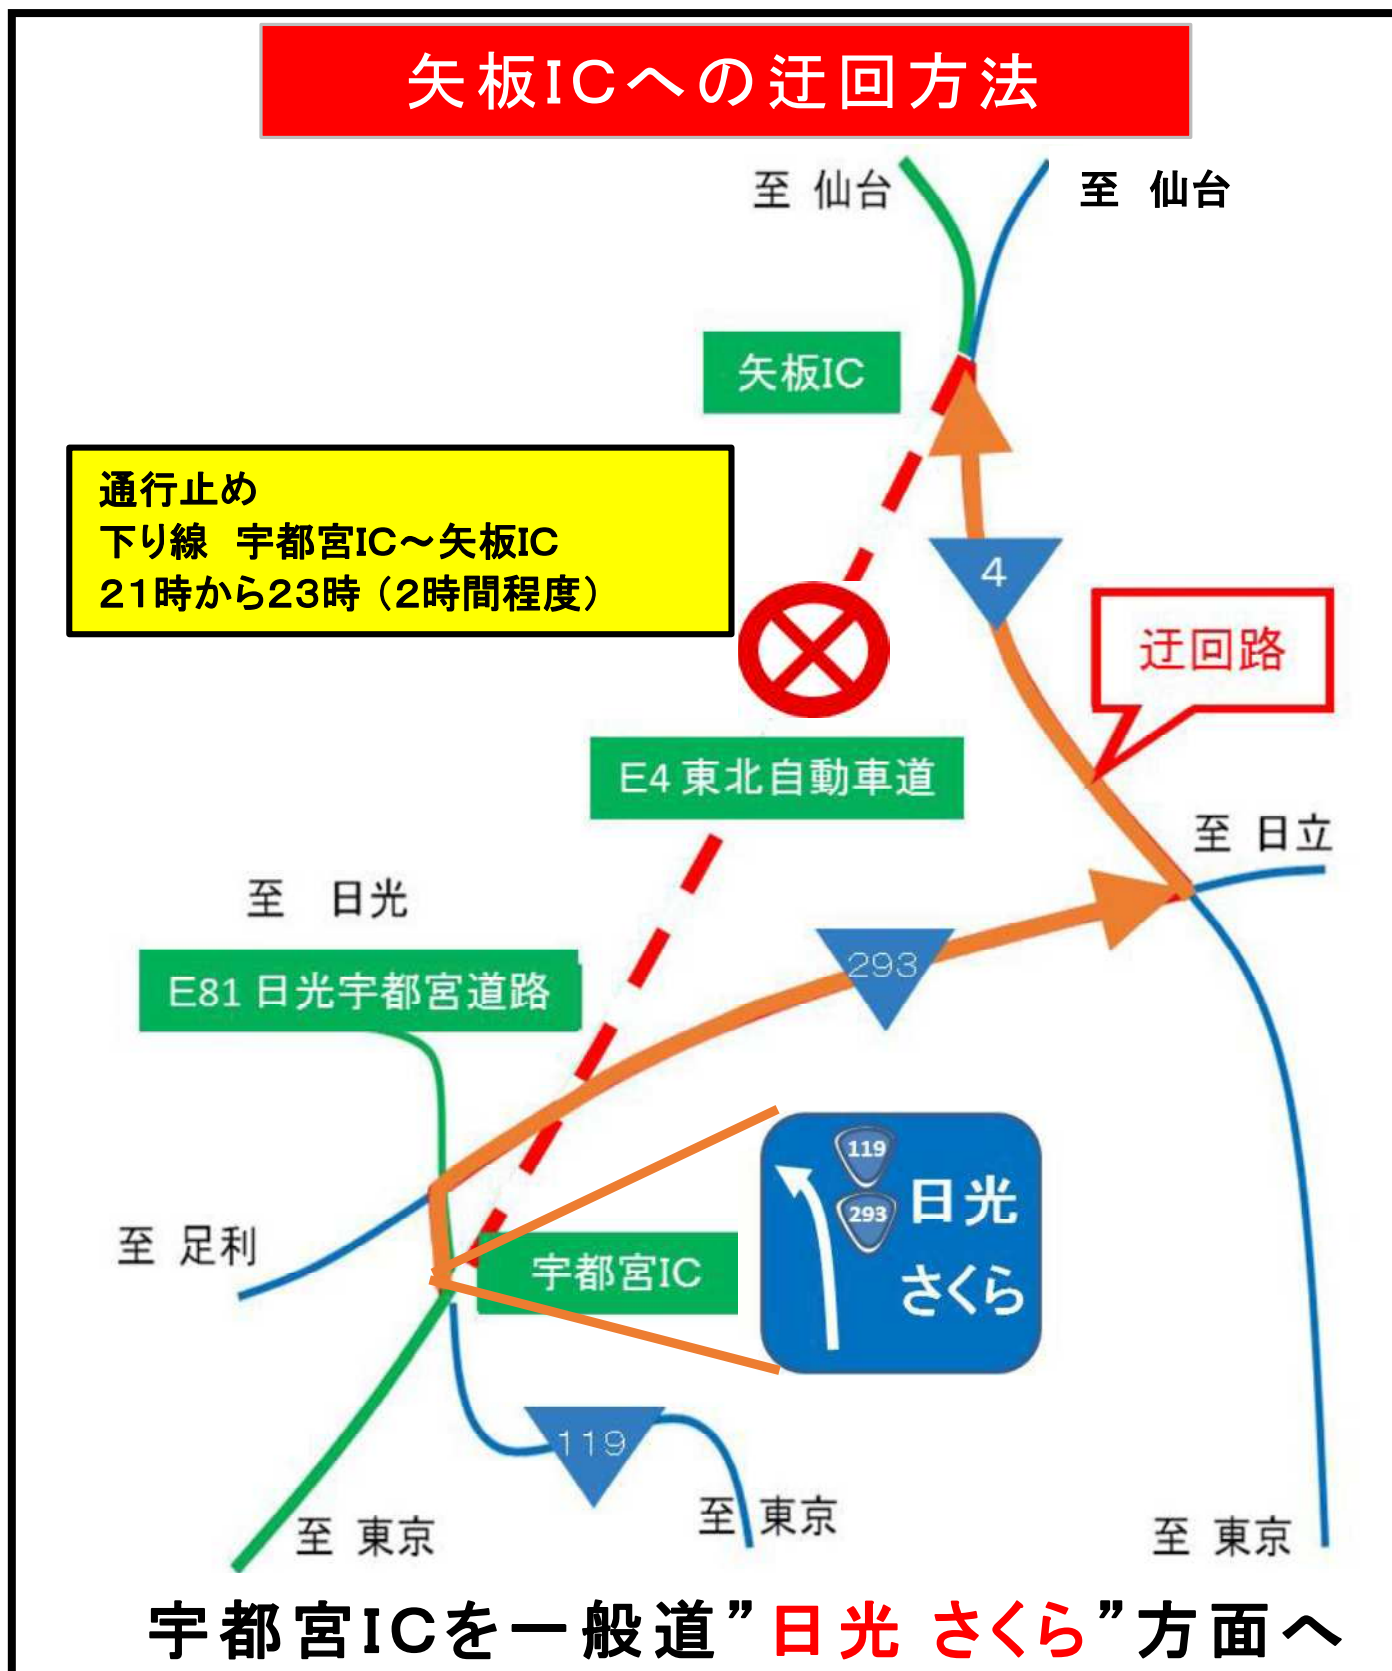 矢板ICへの迂回方法
至 仙台
至 仙台
矢板IC
通行止め
下り線 宇都宮IC～矢板IC
21時から23時（2時間程度）
4
迂回路
E4 東北自動車道
至 日立
至 日光
293
E81 日光宇都宮道路
119
293
日光
さくら
至 足利
宇都宮IC
119
至 東京
至 東京
至 東京
宇都宮ICを一般道”日光 さくら”方面へ